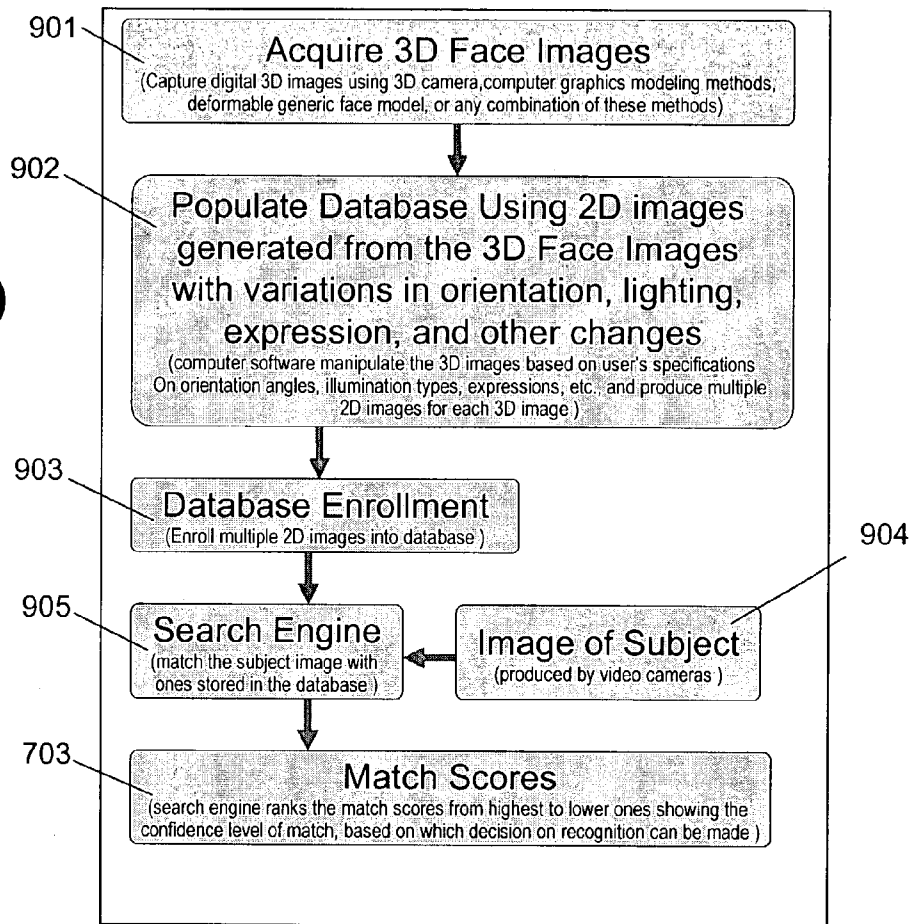 901
Acquire 3D Face Images
(Capture digital 3D images using 3D camera,computer graphics modeling methods,
deformable generic face model, or any combination of these methods)
902
Populate Database Using 2D images
generated from the 3D Face Images
with variations in orientation, lighting,
expression, and other changes
(computer software manipulate the 3D images based on user's specifications
On orientation angles, illumination types, expressions, etc., and produce multiple
2D images for each 3D image )
903
Database Enrollment
(Enroll multiple 2D images into database )
904
905
Search Engine
(match the subject image with
ones stored in the database )
Image of Subject
(produced by video cameras )
703
Match Scores
(search engine ranks the match scores from highest to lower ones showing the
confidence level of match, based on which decision on recognition can be made )